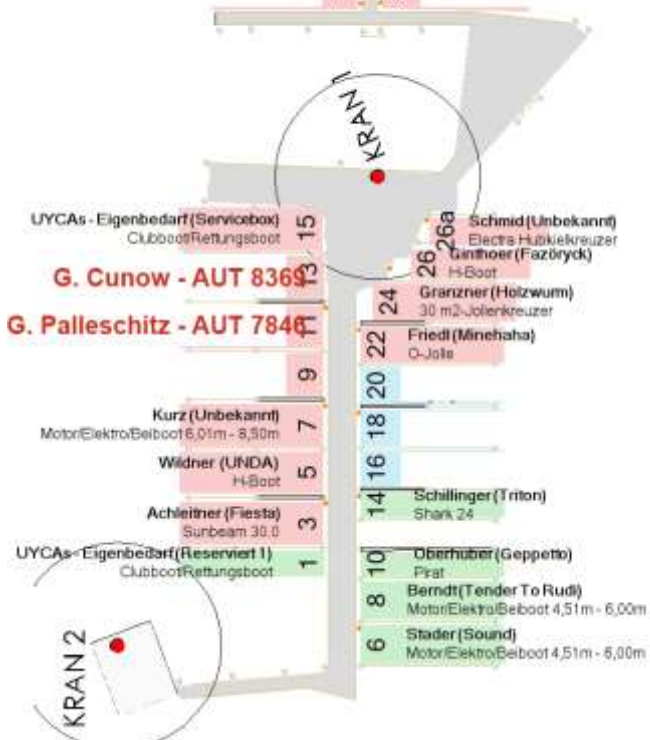 KRAN 1
UYCAs - Eigenbedarf (Servicebox)
Clubboot/Rettungsboot
15
G. Cunow - AUT 8369
13
G. Palleschitz - AUT 7846
11
9
Kurz (Unbekannt)
Motor/Elektro/Beiboot 6,01m - 8,50m
7
Wildner (UNDA)
H-Boot
5
Achleitner (Fiesta)
Sunbeam 30.0
3
UYCAs - Eigenbedarf (Reserviert 1)
Clubboot/Rettungsboot
1
KRAN 2
26a
Schmid (Unbekannt)
Electra Hubkielkreuzer
26
Ginthoer (Fazöryck)
H-Boot
24
Granzner (Holzwurm)
30 m2-Jollenkreuzer
22
Friedl (Minehaha)
O-Jolle
20
18
16
14
Schillinger (Triton)
Shark 24
10
Oberhuber (Geppetto)
Pirat
8
Berndt (Tender To Rudi)
Motor/Elektro/Beiboot 4,51m - 6,00m
6
Stader (Sound)
Motor/Elektro/Beiboot 4,51m - 6,00m